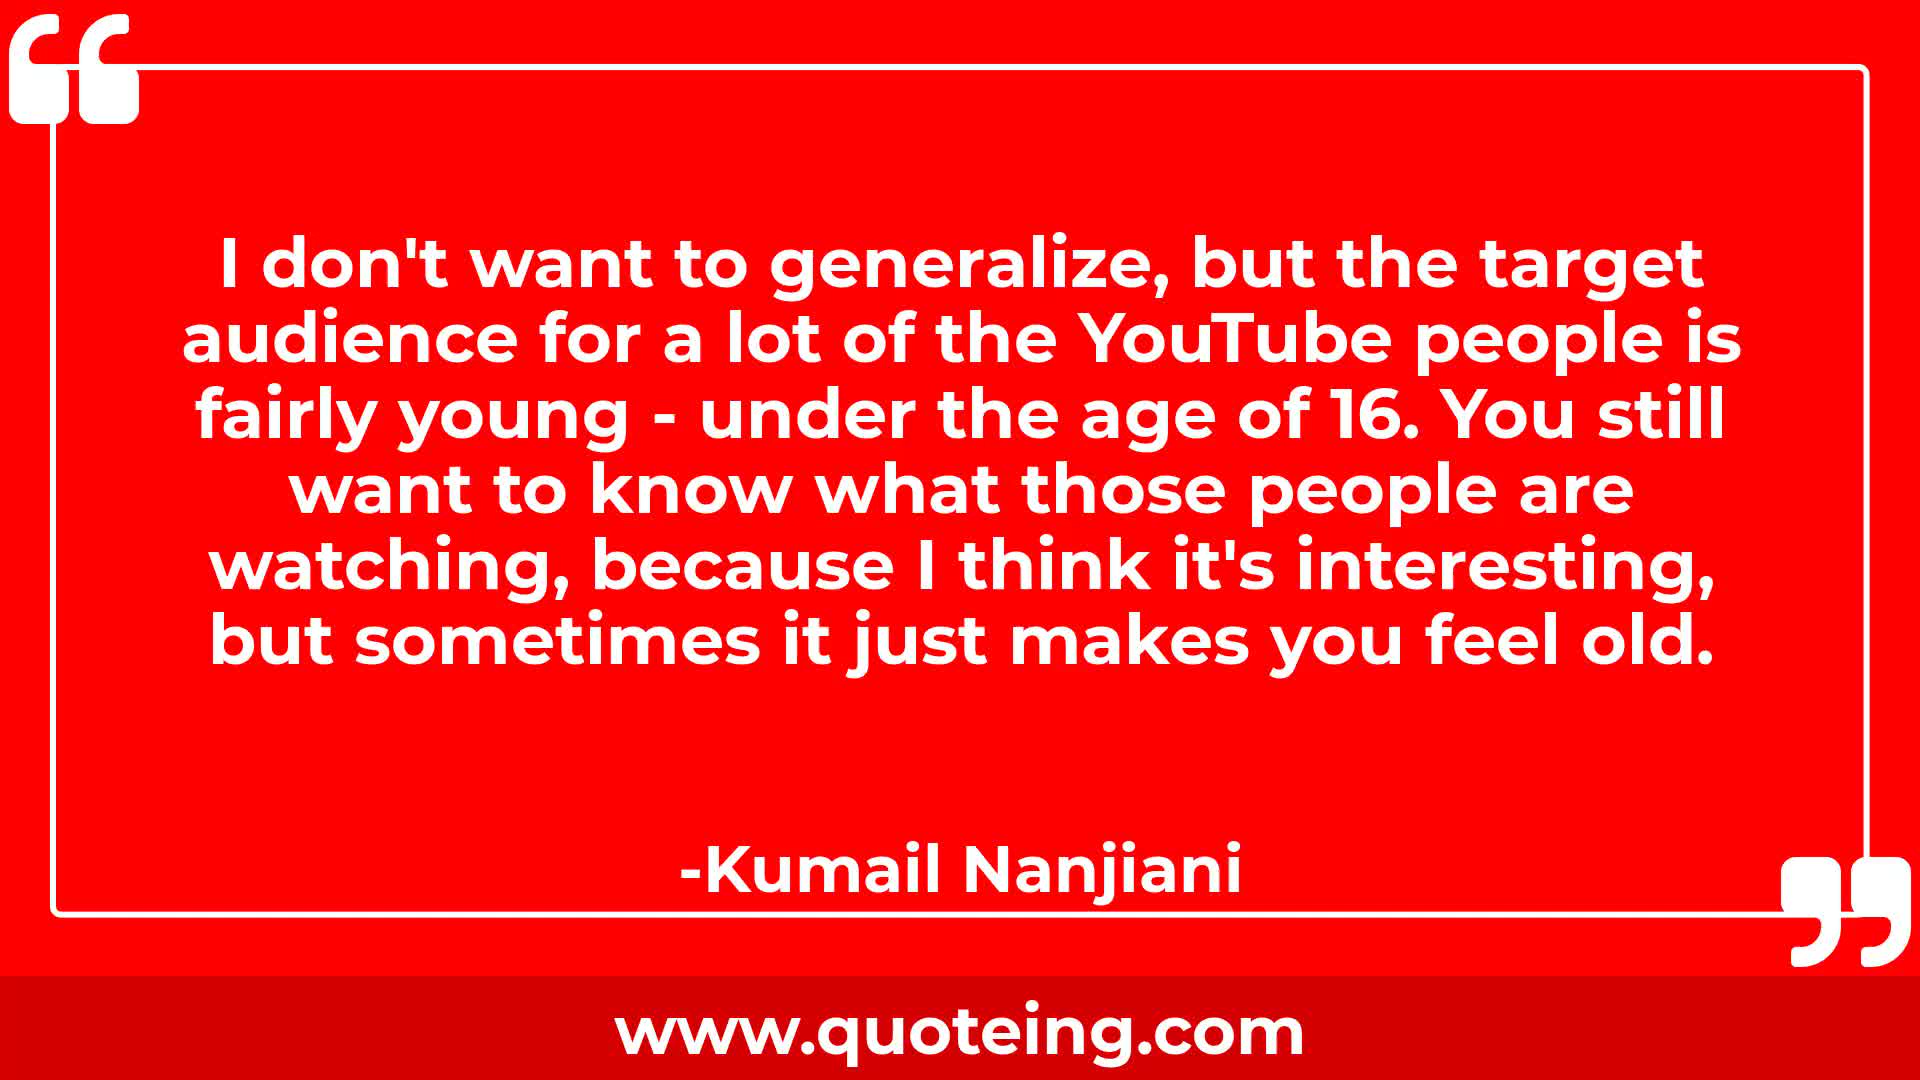 I don't want to generalize, but the target
audience for a lot of the YouTube people is
fairly young - under the age of 16. You still
want to know what those people are
watching, because I think it's interesting,
but sometimes it just makes you feel old.
-Kumail Nanjiani
www.quoteing.com